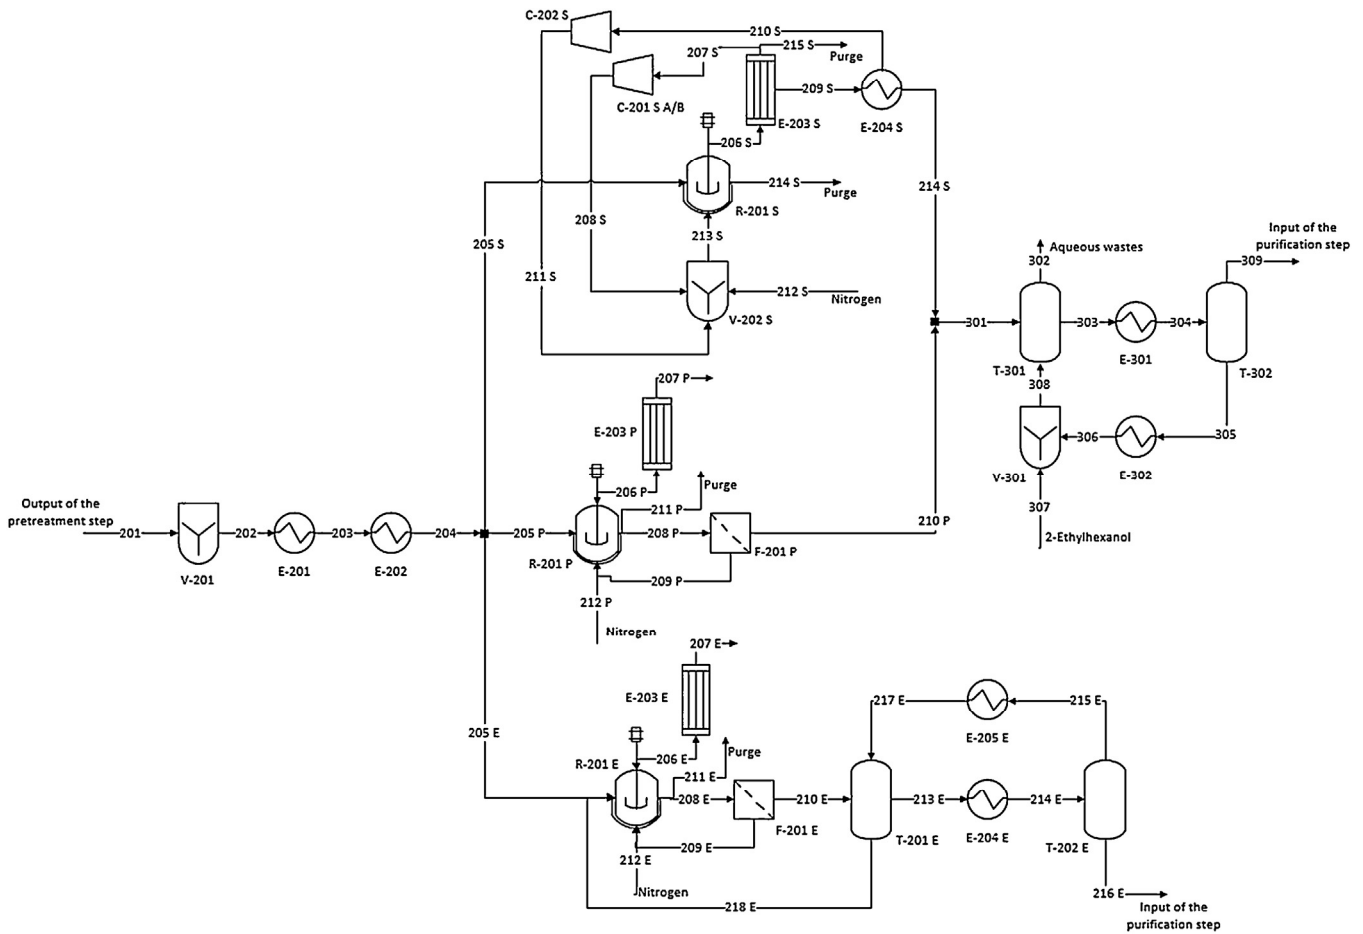 C-202 S
210 S
207 S
215 S
Purge
C-201 S A/B
209 S
E-203 S
E-204 S
206 S
214 S
Purge
214 S
R-201 S
208 S
213 S
205 S
211 S
212 S
Nitrogen
V-202 S
Input of the
purification step
Aqueous wastes
302
309
301
303
304
E-301
T-301
T-302
308
305
306
V-301
E-302
307
2-Ethylhexanol
207 P
E-203 P
206 P
Purge
211 P
208 P
F-201 P
210 P
Output of the
pretreatment step
201
202
203
204
205 P
V-201
E-201
E-202
R-201 P
209 P
212 P
Nitrogen
207 E
E-203 E
205 E
206 E
Purge
R-201 E
211 E
208 E
210 E
F-201 E
209 E
212 E
Nitrogen
218 E
217 E
215 E
E-205 E
213 E
214 E
T-201 E
E-204 E
T-202 E
216 E
Input of the
purification step